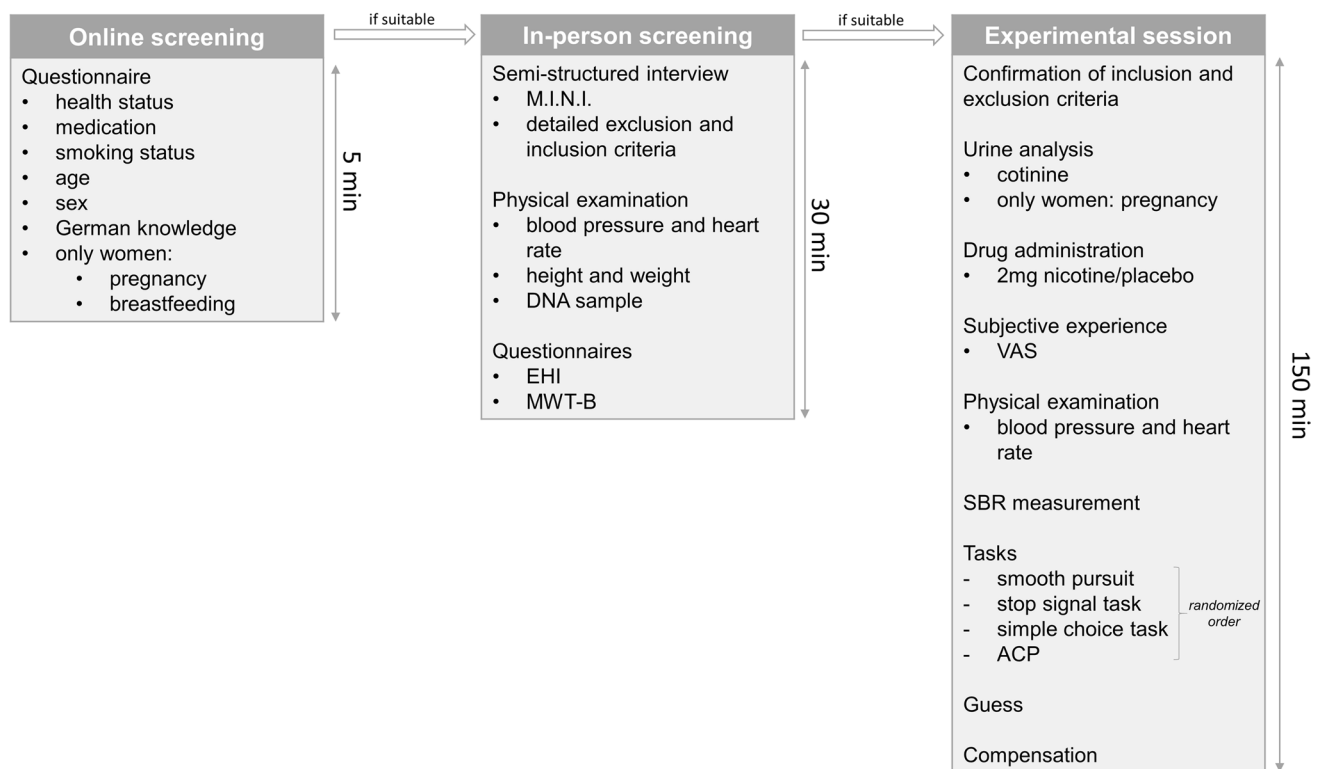 Online screening
if suitable
In-person screening
if suitable
Experimental session
Questionnaire
• health status
• medication
• smoking status
• age
• sex
• German knowledge
• only women:
• pregnancy
• breastfeeding
5 min
Semi-structured interview
• M.I.N.I.
• detailed exclusion and
inclusion criteria
Physical examination
• blood pressure and heart
rate
• height and weight
• DNA sample
Questionnaires
• EHI
• MWT-B
30 min
Confirmation of inclusion and
exclusion criteria
Urine analysis
• cotinine
• only women: pregnancy
Drug administration
• 2mg nicotine/placebo
Subjective experience
• VAS
Physical examination
• blood pressure and heart
rate
SBR measurement
Tasks
- smooth pursuit
- stop signal task
- simple choice task
- ACP
randomized
order
Guess
Compensation
150 min